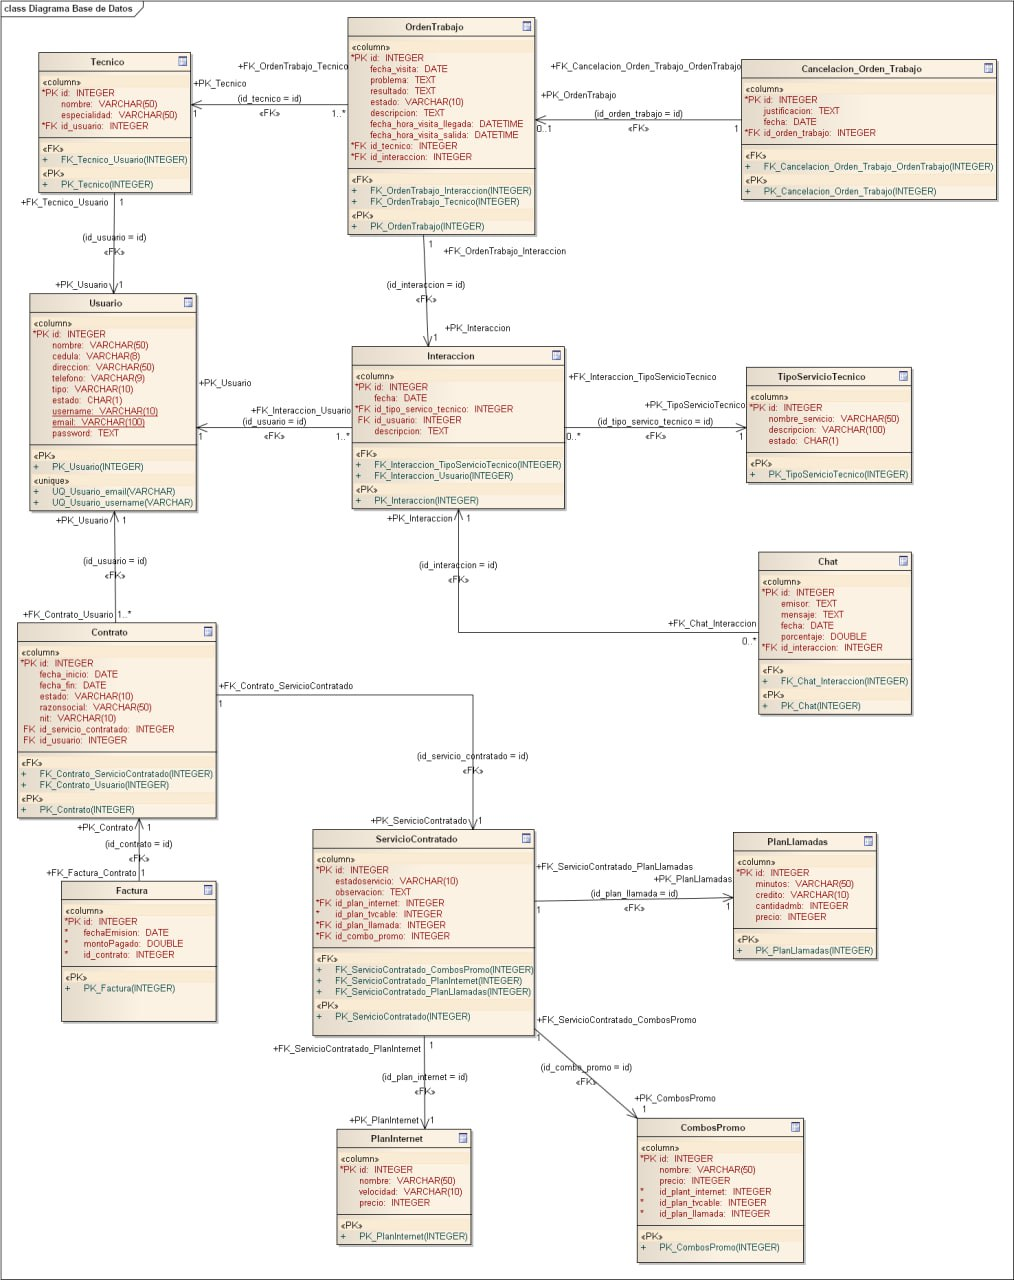 class Diagrama Base de Datos
Tecnico
«column»
*PK id: INTEGER
nombre: VARCHAR(50)
especialidad: VARCHAR(50)
*FK id_usuario: INTEGER
«FK»
+ FK_Tecnico_Usuario(INTEGER)
«PK»
+ PK_Tecnico(INTEGER)
+FK_OrdenTrabajo_Tecnico
+PK_Tecnico
(id_tecnico = id)
«FK»
1
1..*
OrdenTrabajo
«column»
*PK id: INTEGER
fecha_visita: DATE
problema: TEXT
resultado: TEXT
estado: VARCHAR(10)
descripcion: TEXT
fecha_hora_visita_llegada: DATETIME
fecha_hora_visita_salida: DATETIME
*FK id_tecnico: INTEGER
*FK id_interaccion: INTEGER
«FK»
+ FK_OrdenTrabajo_Interaccion(INTEGER)
+ FK_OrdenTrabajo_Tecnico(INTEGER)
«PK»
+ PK_OrdenTrabajo(INTEGER)
+FK_Cancelacion_Orden_Trabajo_OrdenTrabajo
+PK_OrdenTrabajo
(id_orden_trabajo = id)
«FK»
0..1
1
Cancelacion_Orden_Trabajo
«column»
*PK id: INTEGER
justificacion: TEXT
fecha: DATE
*FK id_orden_trabajo: INTEGER
«FK»
+ FK_Cancelacion_Orden_Trabajo_OrdenTrabajo(INTEGER)
«PK»
+ PK_Cancelacion_Orden_Trabajo(INTEGER)
+FK_Tecnico_Usuario
1
(id_usuario = id)
«FK»
+PK_Usuario
1
1
+FK_OrdenTrabajo_Interaccion
(id_interaccion = id)
«FK»
+PK_Interaccion
1
Usuario
«column»
*PK id: INTEGER
nombre: VARCHAR(50)
cedula: VARCHAR(8)
direccion: VARCHAR(50)
telefono: VARCHAR(9)
tipo: VARCHAR(10)
estado: CHAR(1)
username: VARCHAR(10)
email: VARCHAR(100)
password: TEXT
«PK»
+ PK_Usuario(INTEGER)
«unique»
+ UQ_Usuario_email(VARCHAR)
+ UQ_Usuario_username(VARCHAR)
+PK_Usuario
+FK_Interaccion_Usuario
(id_usuario = id)
«FK»
1
1..*
Interaccion
«column»
*PK id: INTEGER
fecha: DATE
*FK id_tipo_servico_tecnico: INTEGER
FK id_usuario: INTEGER
descripcion: TEXT
«FK»
+ FK_Interaccion_TipoServicioTecnico(INTEGER)
+ FK_Interaccion_Usuario(INTEGER)
«PK»
+ PK_Interaccion(INTEGER)
+FK_Interaccion_TipoServicioTecnico
+PK_TipoServicioTecnico
(id_tipo_servico_tecnico = id)
«FK»
0..*
1
TipoServicioTecnico
«column»
*PK id: INTEGER
nombre_servicio: VARCHAR(50)
descripcion: VARCHAR(100)
estado: CHAR(1)
«PK»
+ PK_TipoServicioTecnico(INTEGER)
+PK_Usuario
1
(id_usuario = id)
«FK»
+FK_Contrato_Usuario
1..*
+PK_Interaccion
1
(id_interaccion = id)
«FK»
+FK_Chat_Interaccion
0..*
Chat
«column»
*PK id: INTEGER
emisor: TEXT
mensaje: TEXT
fecha: DATE
porcentaje: DOUBLE
*FK id_interaccion: INTEGER
«FK»
+ FK_Chat_Interaccion(INTEGER)
«PK»
+ PK_Chat(INTEGER)
Contrato
«column»
*PK id: INTEGER
fecha_inicio: DATE
fecha_fin: DATE
estado: VARCHAR(10)
razonsocial: VARCHAR(50)
nit: VARCHAR(10)
FK id_servicio_contratado: INTEGER
FK id_usuario: INTEGER
«FK»
+ FK_Contrato_ServicioContratado(INTEGER)
+ FK_Contrato_Usuario(INTEGER)
«PK»
+ PK_Contrato(INTEGER)
+FK_Contrato_ServicioContratado
1
(id_servicio_contratado = id)
«FK»
+PK_ServicioContratado
1
+PK_Contrato
1
(id_contrato = id)
«FK»
+FK_Factura_Contrato
1
Factura
«column»
*PK id: INTEGER
* fechaEmision: DATE
* montoPagado: DOUBLE
* id_contrato: INTEGER
«PK»
+ PK_Factura(INTEGER)
ServicioContratado
«column»
*PK id: INTEGER
estadoservicio: VARCHAR(10)
observacion: TEXT
*FK id_plan_internet: INTEGER
* id_plan_tvcable: INTEGER
*FK id_plan_llamada: INTEGER
*FK id_combo_promo: INTEGER
«FK»
+ FK_ServicioContratado_CombosPromo(INTEGER)
+ FK_ServicioContratado_PlanInternet(INTEGER)
+ FK_ServicioContratado_PlanLlamadas(INTEGER)
«PK»
+ PK_ServicioContratado(INTEGER)
+FK_ServicioContratado_PlanLlamadas
+PK_PlanLlamadas
(id_plan_llamada = id)
«FK»
1
1
PlanLlamadas
«column»
*PK id: INTEGER
minutos: VARCHAR(50)
credito: VARCHAR(10)
cantidadmb: INTEGER
precio: INTEGER
«PK»
+ PK_PlanLlamadas(INTEGER)
+FK_ServicioContratado_PlanInternet
1
(id_plan_internet = id)
«FK»
+PK_PlanInternet
1
+FK_ServicioContratado_CombosPromo
1
(id_combo_promo = id)
«FK»
+PK_CombosPromo
1
PlanInternet
«column»
*PK id: INTEGER
nombre: VARCHAR(50)
velocidad: VARCHAR(10)
precio: INTEGER
«PK»
+ PK_PlanInternet(INTEGER)
CombosPromo
«column»
*PK id: INTEGER
nombre: VARCHAR(50)
precio: INTEGER
* id_plant_internet: INTEGER
* id_plan_tvcable: INTEGER
* id_plan_llamada: INTEGER
«PK»
+ PK_CombosPromo(INTEGER)